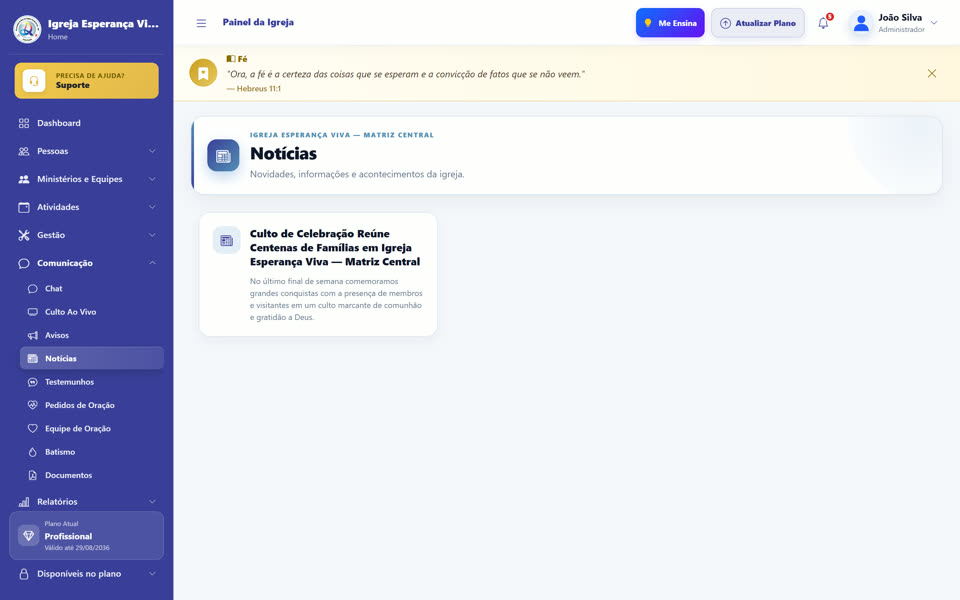 Igreja Esperança Vi...
Home
PRECISA DE AJUDA?
Suporte
Dashboard
Pessoas
Ministérios e Equipes
Atividades
Gestão
Comunicação
Chat
Culto Ao Vivo
Avisos
Notícias
Testemunhos
Pedidos de Oração
Equipe de Oração
Batismo
Documentos
Relatórios
Plano Atual
Profissional
Válido até 29/08/2036
Disponíveis no plano
Painel da Igreja
Me Ensina
Atualizar Plano
João Silva
Administrador
Fé
"Ora, a fé é a certeza das coisas que se esperam e a convicção de fatos que se não veem."
— Hebreus 11:1
IGREJA ESPERANÇA VIVA — MATRIZ CENTRAL
Notícias
Novidades, informações e acontecimentos da igreja.
Culto de Celebração Reúne
Centenas de Famílias em Igreja
Esperança Viva — Matriz Central
No último final de semana comemoramos
grandes conquistas com a presença de membros
e visitantes em um culto marcante de comunhão
e gratidão a Deus.